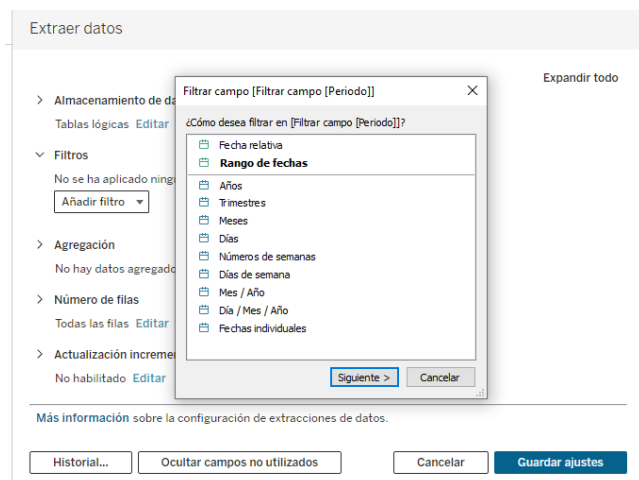 Extraer datos
Expandir todo
Almacenamiento de da
Tablas lógicas Editar
Filtros
No se ha aplicado ning
Añadir filtro
Agregación
No hay datos agregado
Número de filas
Todas las filas Editar
Actualización increme
No habilitado Editar
Filtrar campo [Filtrar campo [Periodo]]
¿Cómo desea filtrar en [Filtrar campo [Periodo]]?
Fecha relativa
Rango de fechas
Años
Trimestres
Meses
Días
Números de semanas
Días de semana
Mes / Año
Día / Mes / Año
Fechas individuales
Siguiente >
Cancelar
Más información sobre la configuración de extracciones de datos.
Historial...
Ocultar campos no utilizados
Cancelar
Guardar ajustes